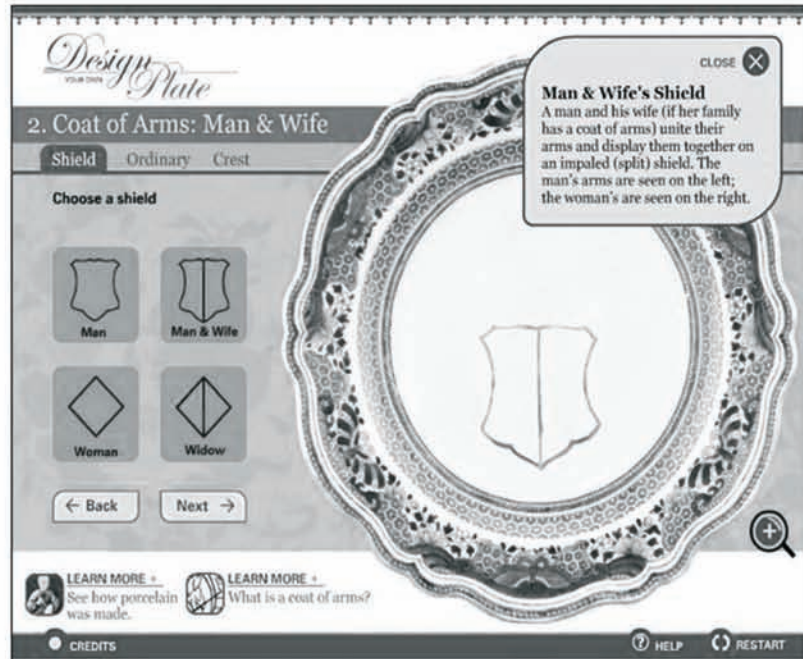 Design
YOUR OWN
Plate
CLOSE
Man & Wife's Shield
A man and his wife (if her family
has a coat of arms) unite their
arms and display them together on
an impaled (split) shield. The
man's arms are seen on the left;
the woman's are seen on the right.
2. Coat of Arms: Man & Wife
Shield Ordinary Crest
Choose a shield
Man Man & Wife
Woman Widow
← Back Next →
LEARN MORE +
See how porcelain
was made.
LEARN MORE +
What is a coat of arms?
CREDITS ? HELP RESTART